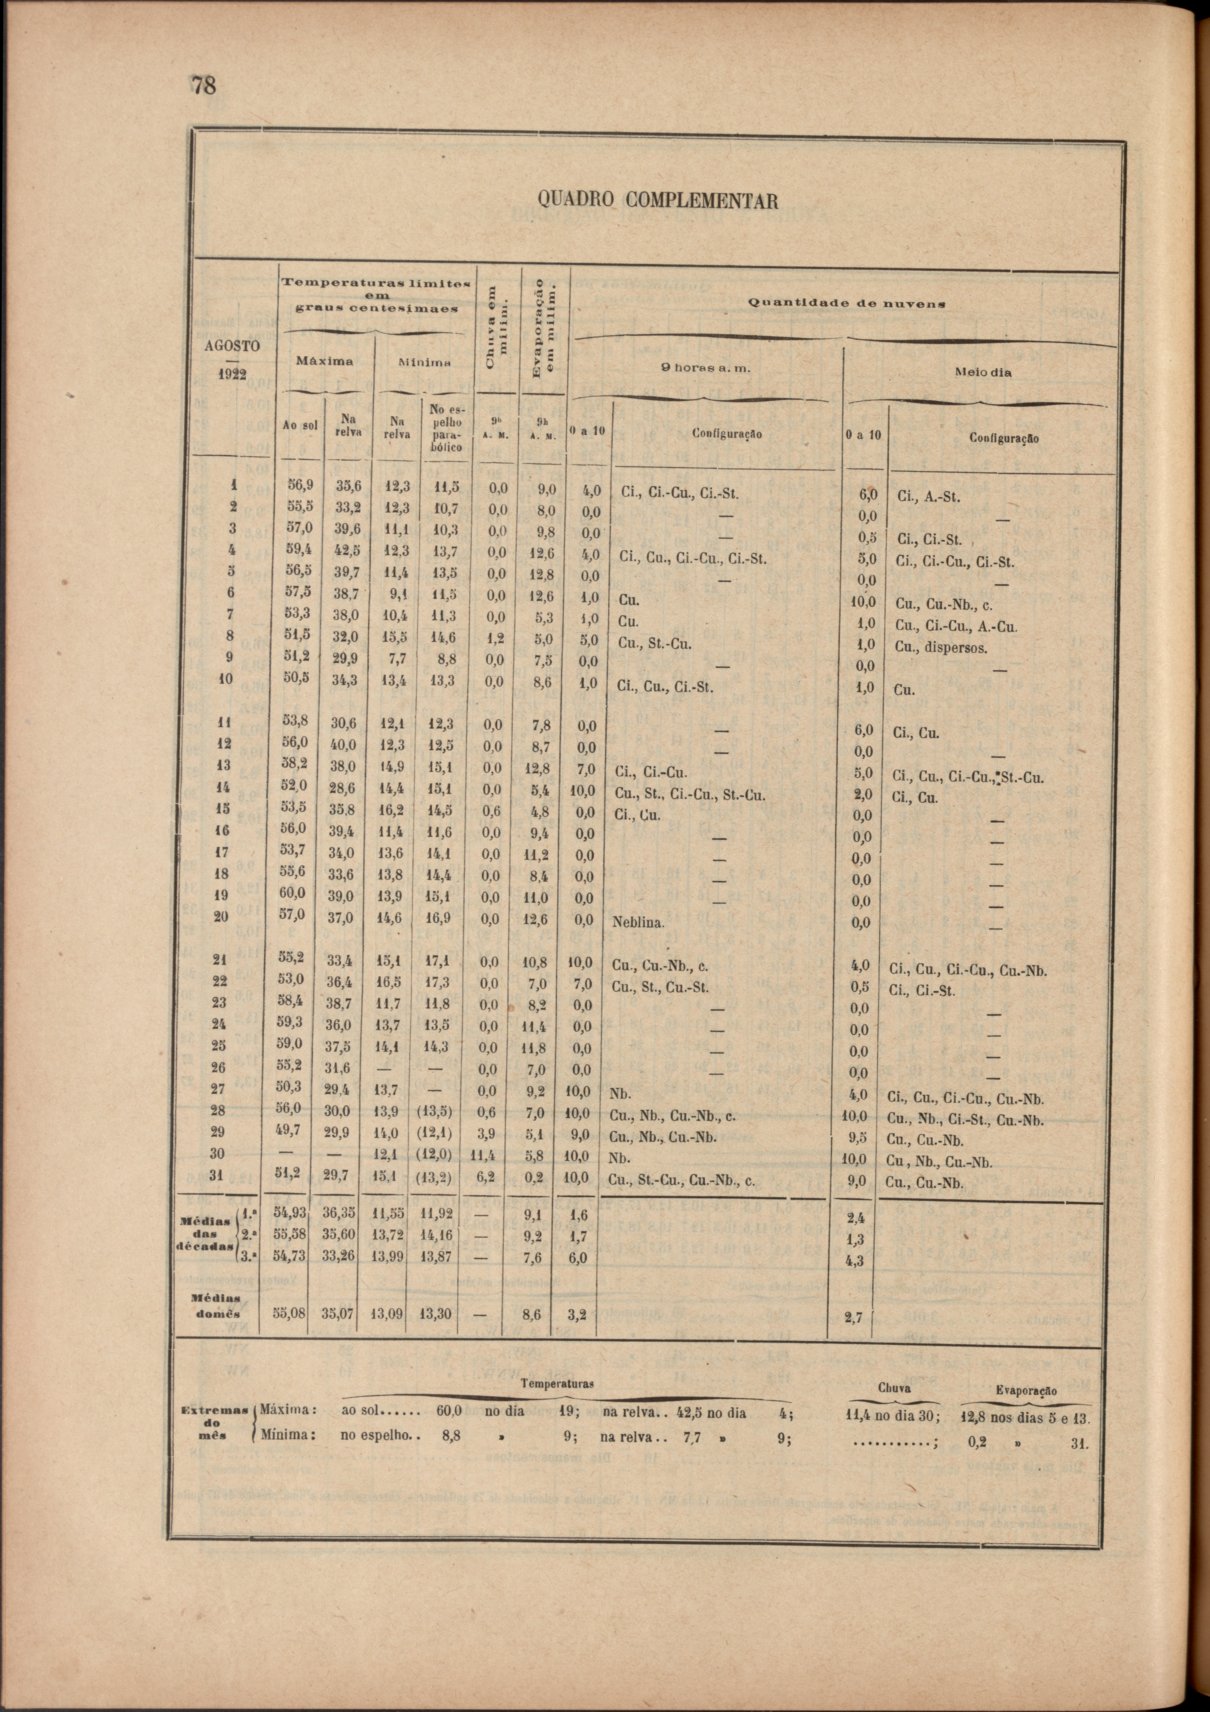 78
QUADRO COMPLEMENTAR
AGOSTO
1922
Temperaturas limites
em
graus centesimaes
Chuva em
milim.
Evaporação
em milim.
Quantidade de nuvens
Máxima
Mínima
9 horas a. m.
Meio dia
Ao sol
Na
relva
Na
relva
No es-
pelho
para-
bólico
9h
A. M.
9h
A. M.
0 a 10
Configuração
0 a 10
Configuração
1 56,9 35,6 12,3 11,5 0,0 9,0 4,0 Ci., Ci.-Cu., Ci.-St. 6,0 Ci., A.-St.
2 55,5 33,2 12,3 10,7 0,0 8,0 0,0 — 0,0 —
3 57,0 39,6 11,1 10,3 0,0 9,8 0,0 — 0,5 Ci., Ci.-St.
4 59,4 42,5 12,3 13,7 0,0 12,6 4,0 Ci., Cu., Ci.-Cu., Ci.-St. 5,0 Ci., Ci.-Cu., Ci.-St.
5 56,5 39,7 11,4 13,5 0,0 12,8 0,0 — 0,0 —
6 57,5 38,7 9,1 11,5 0,0 12,6 1,0 Cu. 10,0 Cu., Cu.-Nb., c.
7 53,3 38,0 10,4 11,3 0,0 5,3 1,0 Cu. 1,0 Cu., Ci.-Cu., A.-Cu.
8 51,5 32,0 15,5 14,6 1,2 5,0 5,0 Cu., St.-Cu. 1,0 Cu., dispersos.
9 51,2 29,9 7,7 8,8 0,0 7,5 0,0 — 0,0 —
10 50,5 34,3 13,4 13,3 0,0 8,6 1,0 Ci., Cu., Ci.-St. 1,0 Cu.
11 53,8 30,6 12,1 12,3 0,0 7,8 0,0 — 6,0 Ci., Cu.
12 56,0 40,0 12,3 12,5 0,0 8,7 0,0 — 0,0 —
13 58,2 38,0 14,9 15,1 0,0 12,8 7,0 Ci., Ci.-Cu. 5,0 Ci., Cu., Ci.-Cu., St.-Cu.
14 52,0 28,6 14,4 15,1 0,0 5,4 10,0 Cu., St., Ci.-Cu., St.-Cu. 2,0 Ci., Cu.
15 53,5 35,8 16,2 14,5 0,6 4,8 0,0 Ci., Cu. 0,0 —
16 56,0 39,4 11,4 11,6 0,0 9,4 0,0 — 0,0 —
17 53,7 34,0 13,6 14,1 0,0 11,2 0,0 — 0,0 —
18 55,6 33,6 13,8 14,4 0,0 8,4 0,0 — 0,0 —
19 60,0 39,0 13,9 15,1 0,0 11,0 0,0 — 0,0 —
20 57,0 37,0 14,6 16,9 0,0 12,6 0,0 Neblina. 0,0 —
21 55,2 33,4 15,1 17,1 0,0 10,8 10,0 Cu., Cu.-Nb., c. 4,0 Ci., Cu., Ci.-Cu., Cu.-Nb.
22 53,0 36,4 16,5 17,3 0,0 7,0 7,0 Cu., St., Cu.-St. 0,5 Ci., Ci.-St.
23 58,4 38,7 11,7 11,8 0,0 8,2 0,0 — 0,0 —
24 59,3 36,0 13,7 13,5 0,0 11,4 0,0 — 0,0 —
25 59,0 37,5 14,1 14,3 0,0 11,8 0,0 — 0,0 —
26 55,2 31,6 — — 0,0 7,0 0,0 — 0,0 —
27 50,3 29,4 13,7 — 0,0 9,2 10,0 Nb. 4,0 Ci., Cu., Ci.-Cu., Cu.-Nb.
28 56,0 30,0 13,9 (13,5) 0,6 7,0 10,0 Cu., Nb., Cu.-Nb., c. 10,0 Cu., Nb., Ci.-St., Cu.-Nb.
29 49,7 29,9 14,0 (12,1) 3,9 5,1 9,0 Cu., Nb., Cu.-Nb. 9,5 Cu., Cu.-Nb.
30 — — 12,1 (12,0) 11,4 5,8 10,0 Nb. 10,0 Cu., Nb., Cu.-Nb.
31 51,2 29,7 15,1 (13,2) 6,2 0,2 10,0 Cu., St.-Cu., Cu.-Nb., c. 9,0 Cu., Cu.-Nb.
Médias
das
décadas
1.ª 54,93 36,35 11,55 11,92 — 9,1 1,6 2,4
2.ª 55,58 35,60 13,72 14,16 — 9,2 1,7 1,3
3.ª 54,73 33,26 13,99 13,87 — 7,6 6,0 4,3
Médias
do mês 55,08 35,07 13,09 13,30 — 8,6 3,2 2,7
Temperaturas
Chuva
Evaporação
Extremas
do
mês
Máxima: ao sol...... 60,0 no dia 19; na relva.. 42,5 no dia 4; 11,4 no dia 30; 12,8 nos dias 5 e 13.
Mínima: no espelho.. 8,8 » 9; na relva.. 7,7 » 9; ...........; 0,2 » 31.